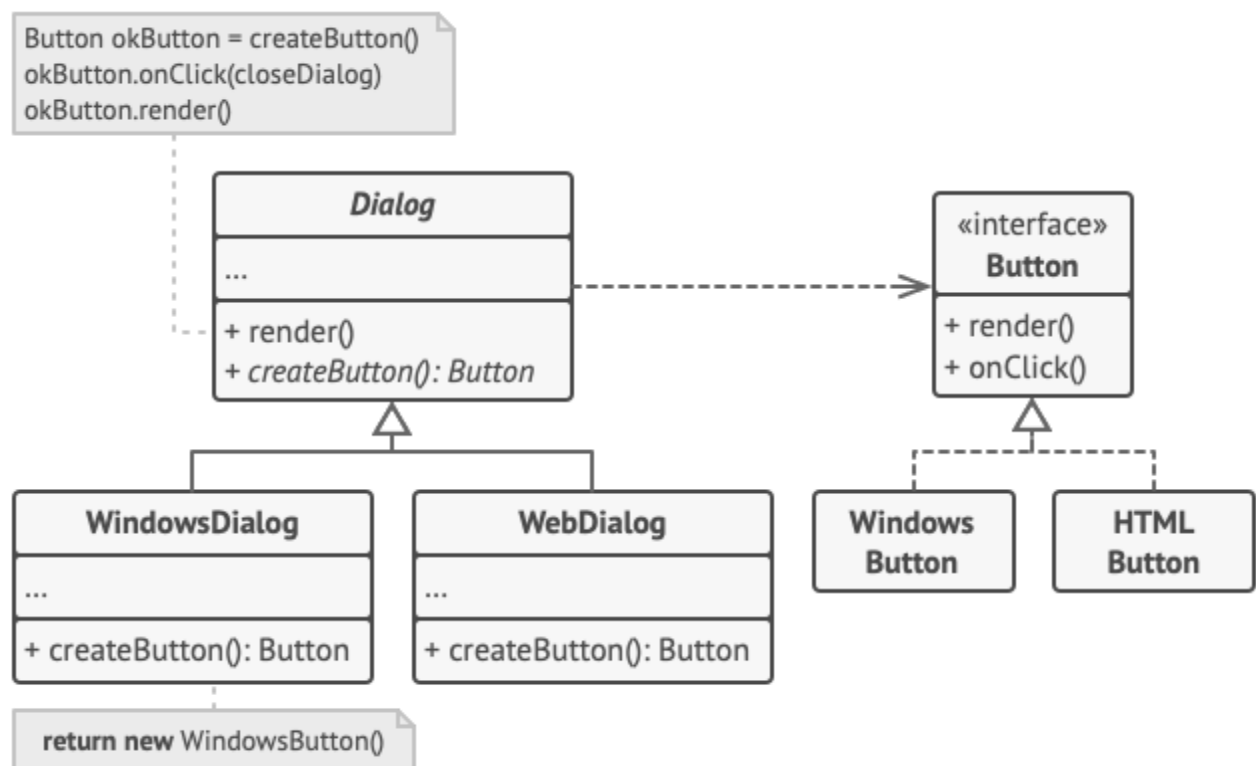 Button okButton = createButton()
okButton.onClick(closeDialog)
okButton.render()
Dialog
...
+ render()
+ createButton(): Button
«interface»
Button
+ render()
+ onClick()
WindowsDialog
...
+ createButton(): Button
WebDialog
...
+ createButton(): Button
Windows
Button
HTML
Button
return new WindowsButton()